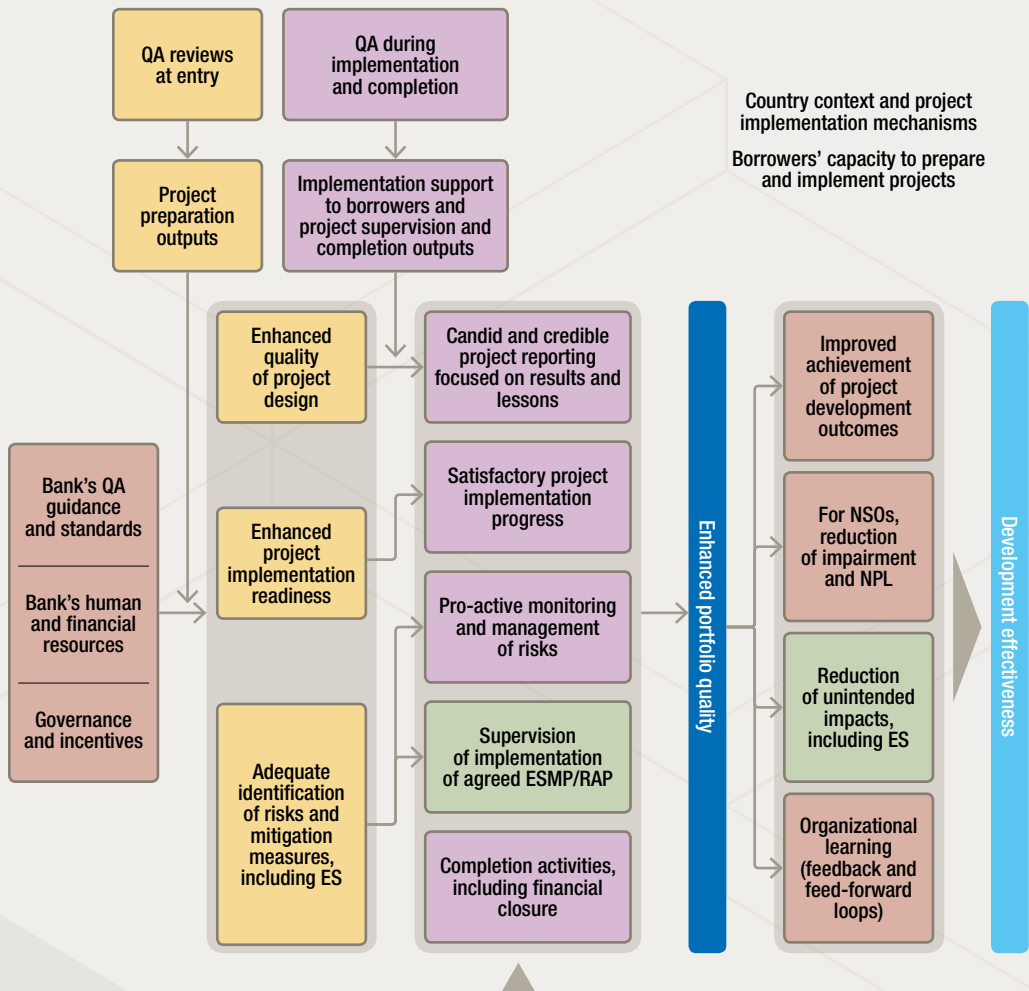 QA reviews
at entry
QA during
implementation
and completion
Country context and project
implementation mechanisms
Borrowers' capacity to prepare
and implement projects
Project
preparation
outputs
Implementation support
to borrowers and
project supervision and
completion outputs
Bank's QA
guidance
and standards
Bank's human
and financial
resources
Governance
and incentives
Enhanced
quality
of project
design
Enhanced
project
implementation
readiness
Adequate
identification
of risks and
mitigation
measures,
including ES
Candid and credible
project reporting
focused on results and
lessons
Satisfactory project
implementation
progress
Pro-active monitoring
and management
of risks
Supervision
of implementation
of agreed ESMP/RAP
Completion activities,
including financial
closure
Enhanced portfolio quality
Improved
achievement
of project
development
outcomes
For NSOs,
reduction
of impairment
and NPL
Reduction
of unintended
impacts,
including ES
Organizational
learning
(feedback and
feed-forward
loops)
Development effectiveness